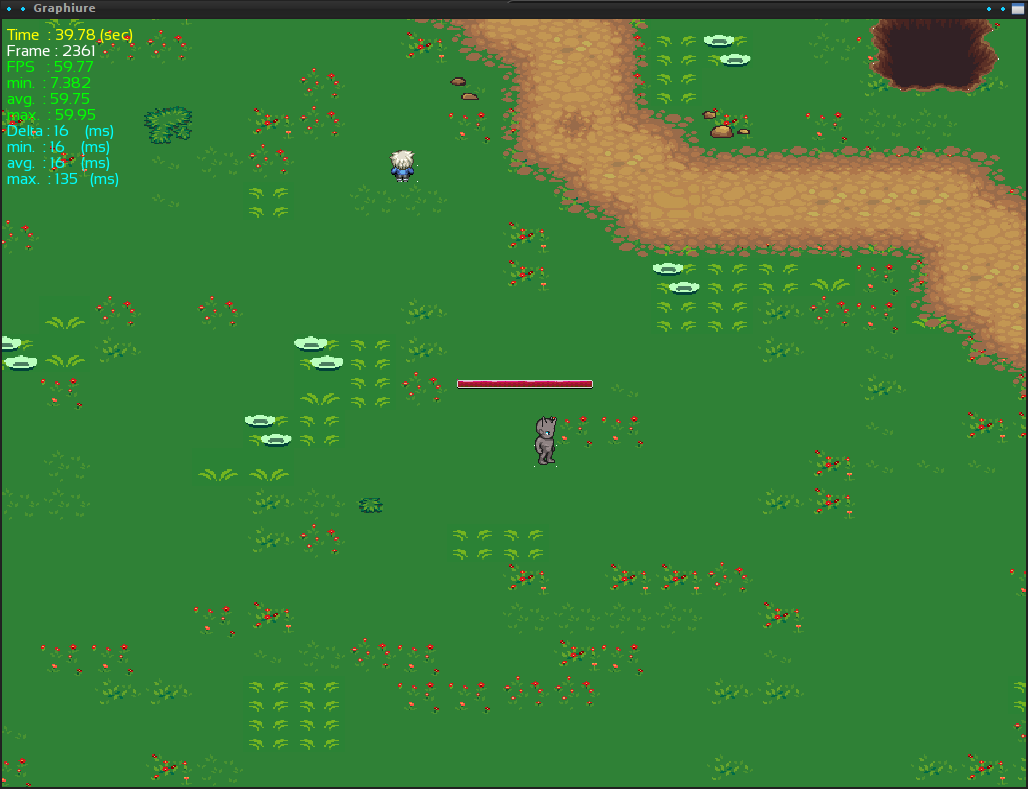 Graphiure
Time : 39.78 (sec)
Frame : 2361
FPS : 59.77
min. : 7.382
avg. : 59.75
max. : 59.95
Delta : 16 (ms)
min. : 16 (ms)
avg. : 16 (ms)
max. : 135 (ms)